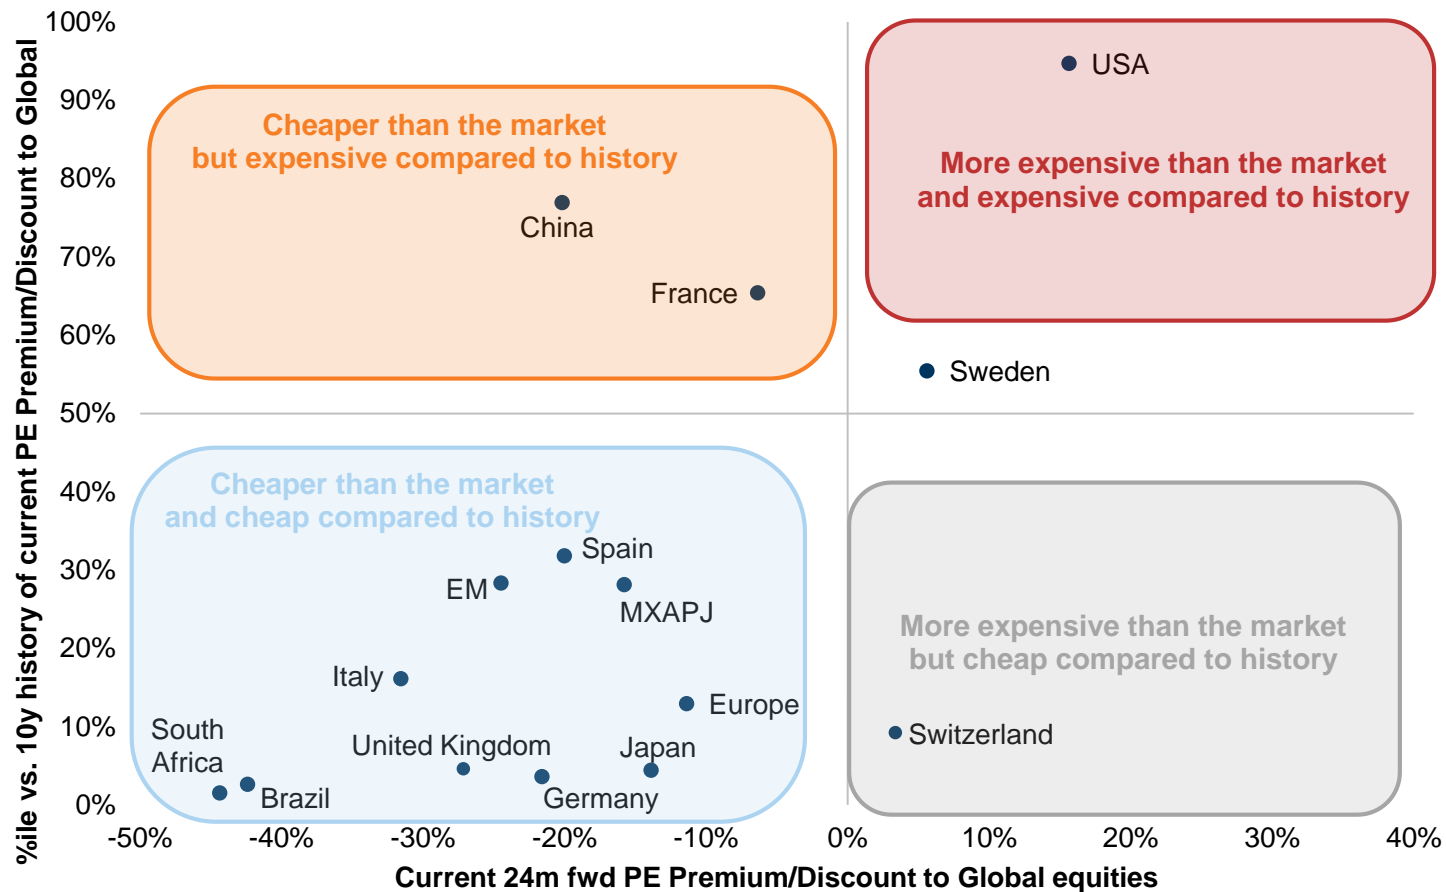 %ile vs. 10y history of current PE Premium/Discount to Global
100%
90%
80%
70%
60%
50%
40%
30%
20%
10%
0%
Cheaper than the market
but expensive compared to history
China
France
USA
More expensive than the market
and expensive compared to history
Sweden
Cheaper than the market
and cheap compared to history
Spain
EM
MXAPJ
Italy
Europe
South
Africa
United Kingdom
Japan
Brazil
Germany
More expensive than the market
but cheap compared to history
Switzerland
-50%
-40%
-30%
-20%
-10%
0%
10%
20%
30%
40%
Current 24m fwd PE Premium/Discount to Global equities